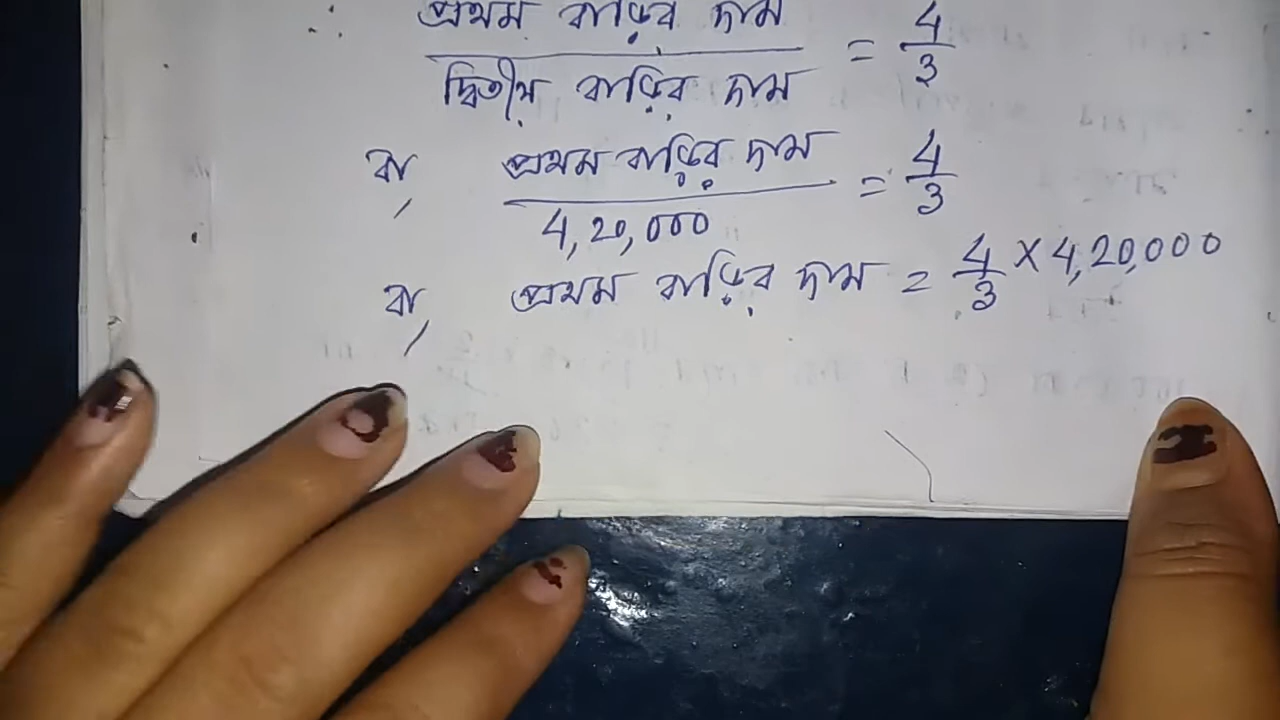 প্রথম বাড়ির দাম / দ্বিতীয় বাড়ির দাম = 4/3
বা, প্রথম বাড়ির দাম / 4,20,000 = 4/3
বা, প্রথম বাড়ির দাম = 4/3 × 4,20,000